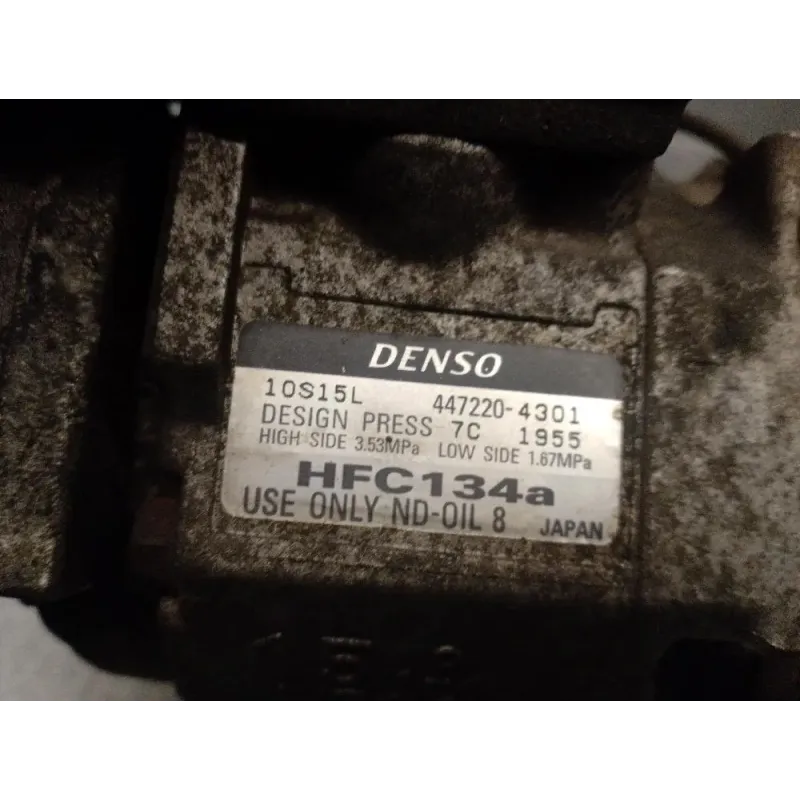 DENSO
10S15L 447220-4301
DESIGN PRESS 7C 1955
HIGH SIDE 3.53MPa LOW SIDE 1.67MPa
HFC134a
USE ONLY ND-OIL 8 JAPAN